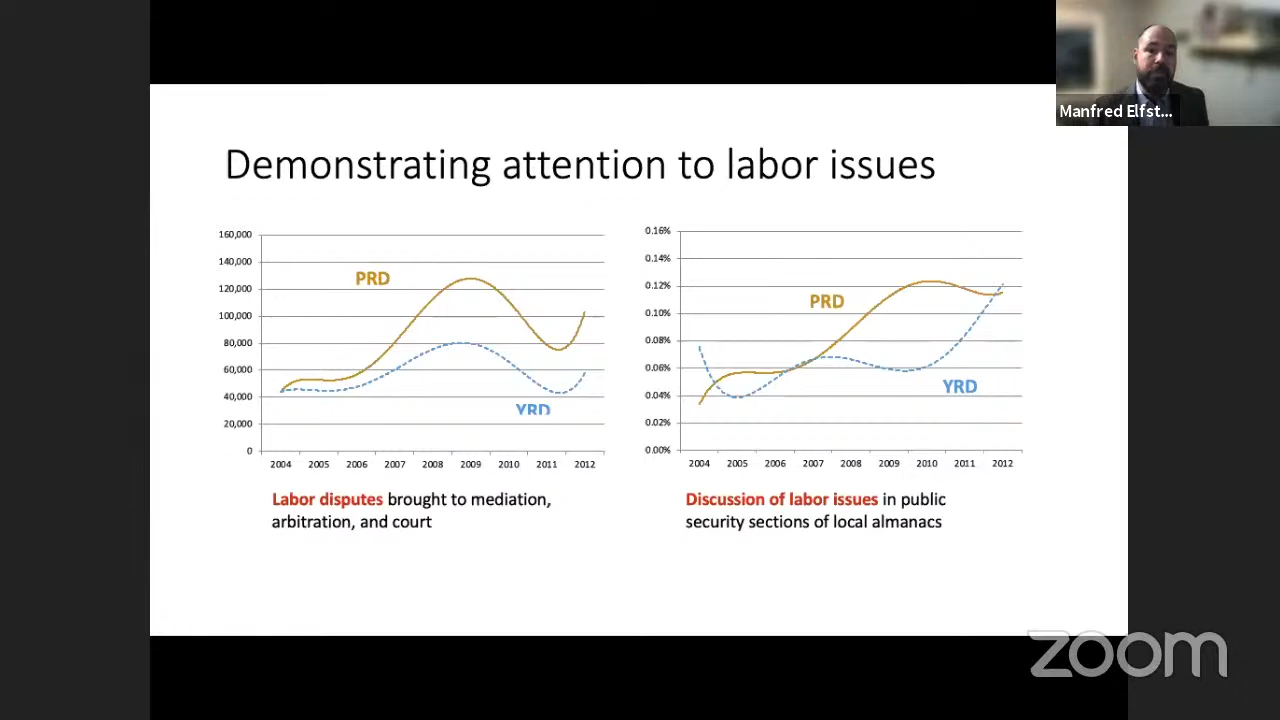 Manfred Elfst...
Demonstrating attention to labor issues
160,000
140,000
120,000
100,000
80,000
60,000
40,000
20,000
0
PRD
YRD
2004 2005 2006 2007 2008 2009 2010 2011 2012
Labor disputes brought to mediation,
arbitration, and court
0.16%
0.14%
0.12%
0.10%
0.08%
0.06%
0.04%
0.02%
0.00%
PRD
YRD
2004 2005 2006 2007 2008 2009 2010 2011 2012
Discussion of labor issues in public
security sections of local almanacs
zoom